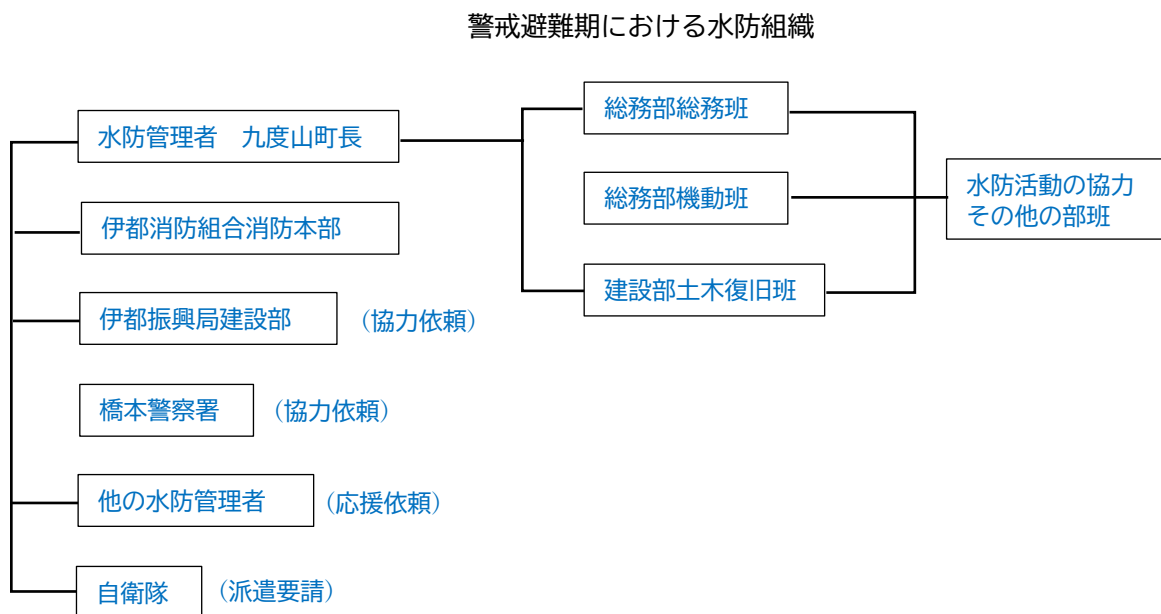 警戒避難期における水防組織
水防管理者　九度山町長
伊都消防組合消防本部
伊都振興局建設部 (協力依頼)
橋本警察署 (協力依頼)
他の水防管理者 (応援依頼)
自衛隊 (派遣要請)
総務部総務班
総務部機動班
建設部土木復旧班
水防活動の協力
その他の部班